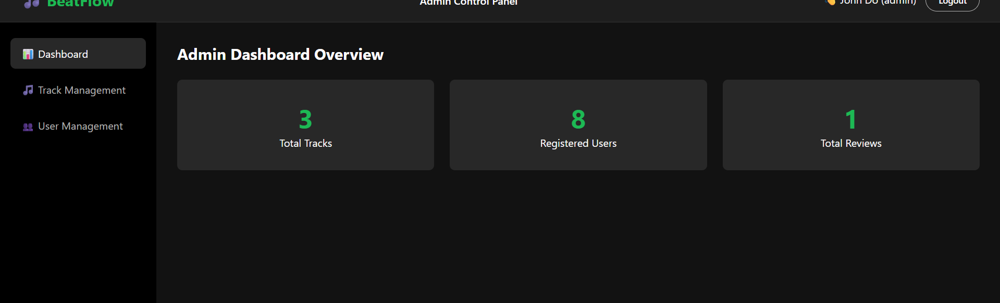 BeatFlow
Admin Control Panel
John Do (admin)
Logout
Dashboard
Track Management
User Management
Admin Dashboard Overview
3
Total Tracks
8
Registered Users
1
Total Reviews